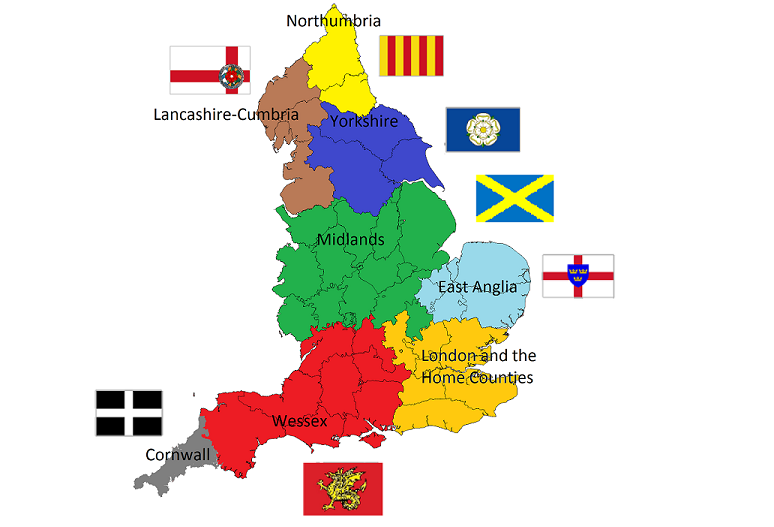 Northumbria
Lancashire-Cumbria
Yorkshire
Midlands
East Anglia
London and the
Home Counties
Wessex
Cornwall